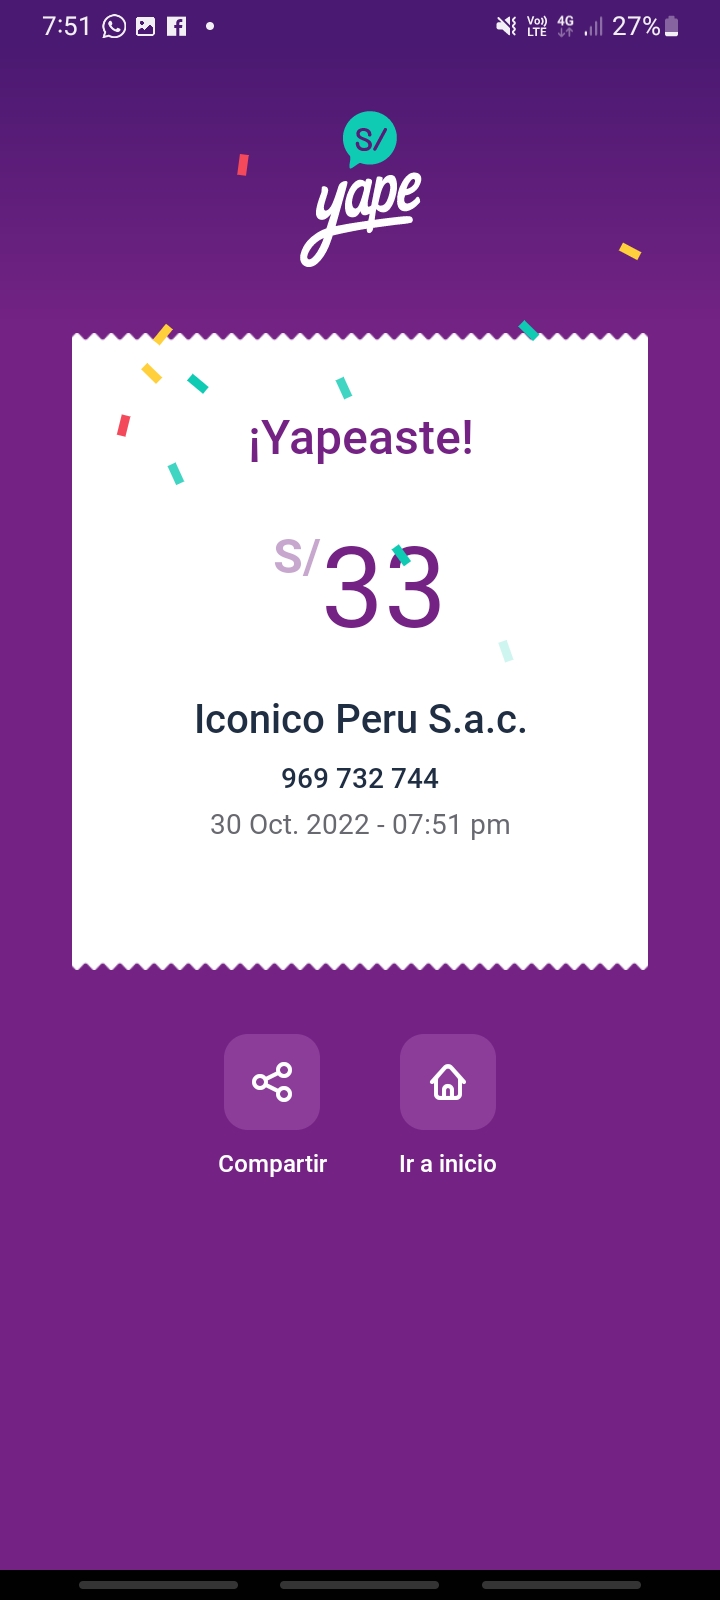 7:51 Vo)) LTE 4G 27%
S/
yape
¡Yapeaste!
S/33
Iconico Peru S.a.c.
969 732 744
30 Oct. 2022 - 07:51 pm
Compartir Ir a inicio